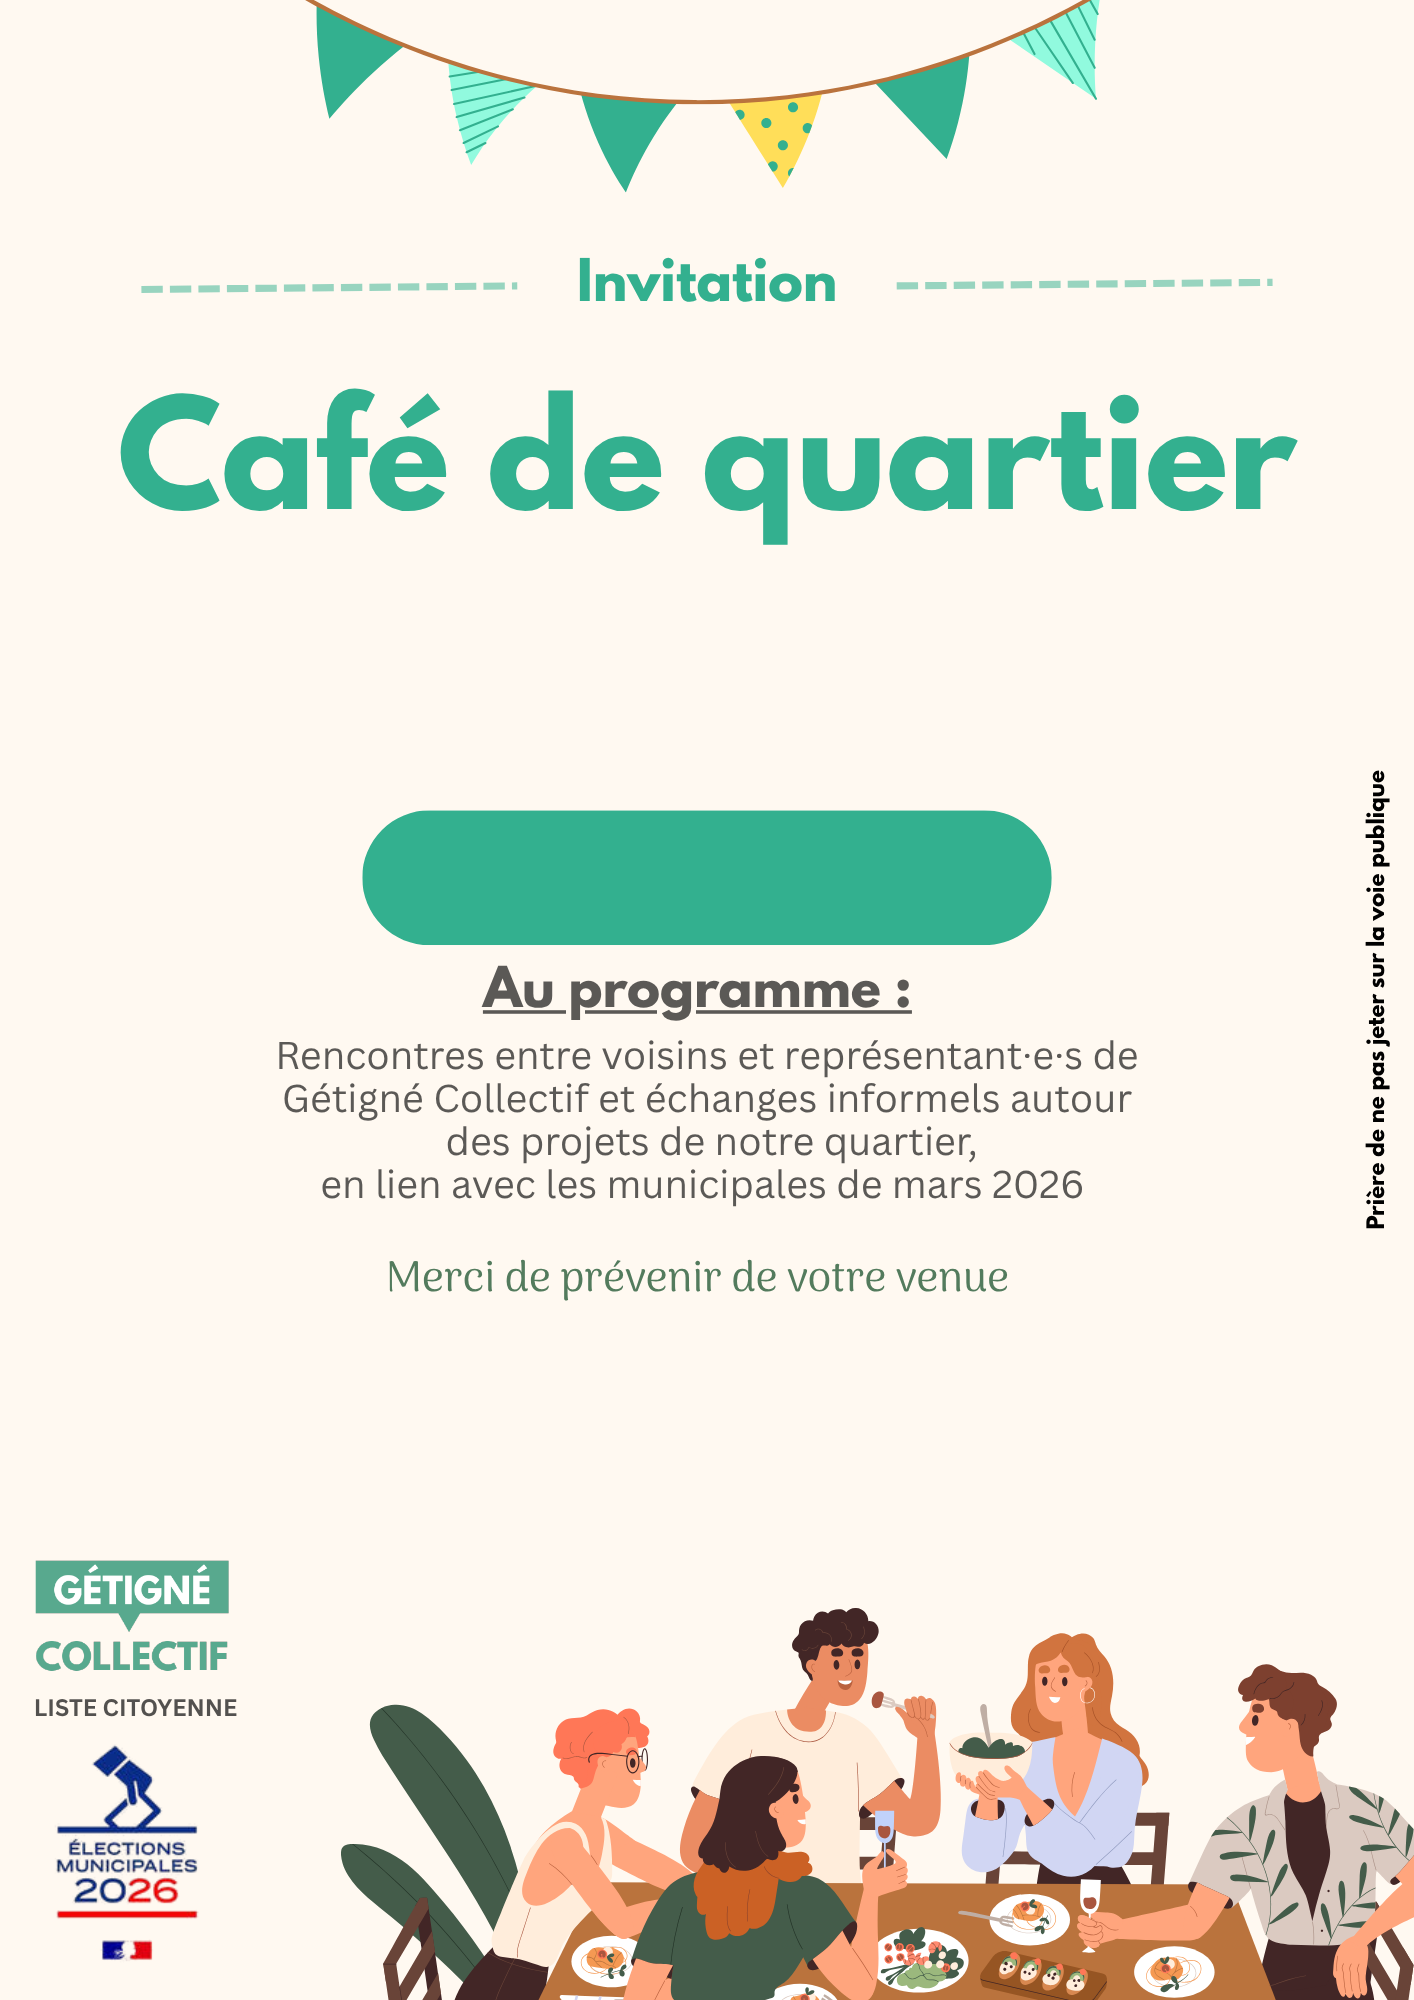 Invitation
Café de quartier
Au programme :
Rencontres entre voisins et représentant·e·s de
Gétigné Collectif et échanges informels autour
des projets de notre quartier,
en lien avec les municipales de mars 2026
Merci de prévenir de votre venue
Prière de ne pas jeter sur la voie publique
GÉTIGNÉ
COLLECTIF
LISTE CITOYENNE
ÉLECTIONS
MUNICIPALES
2026